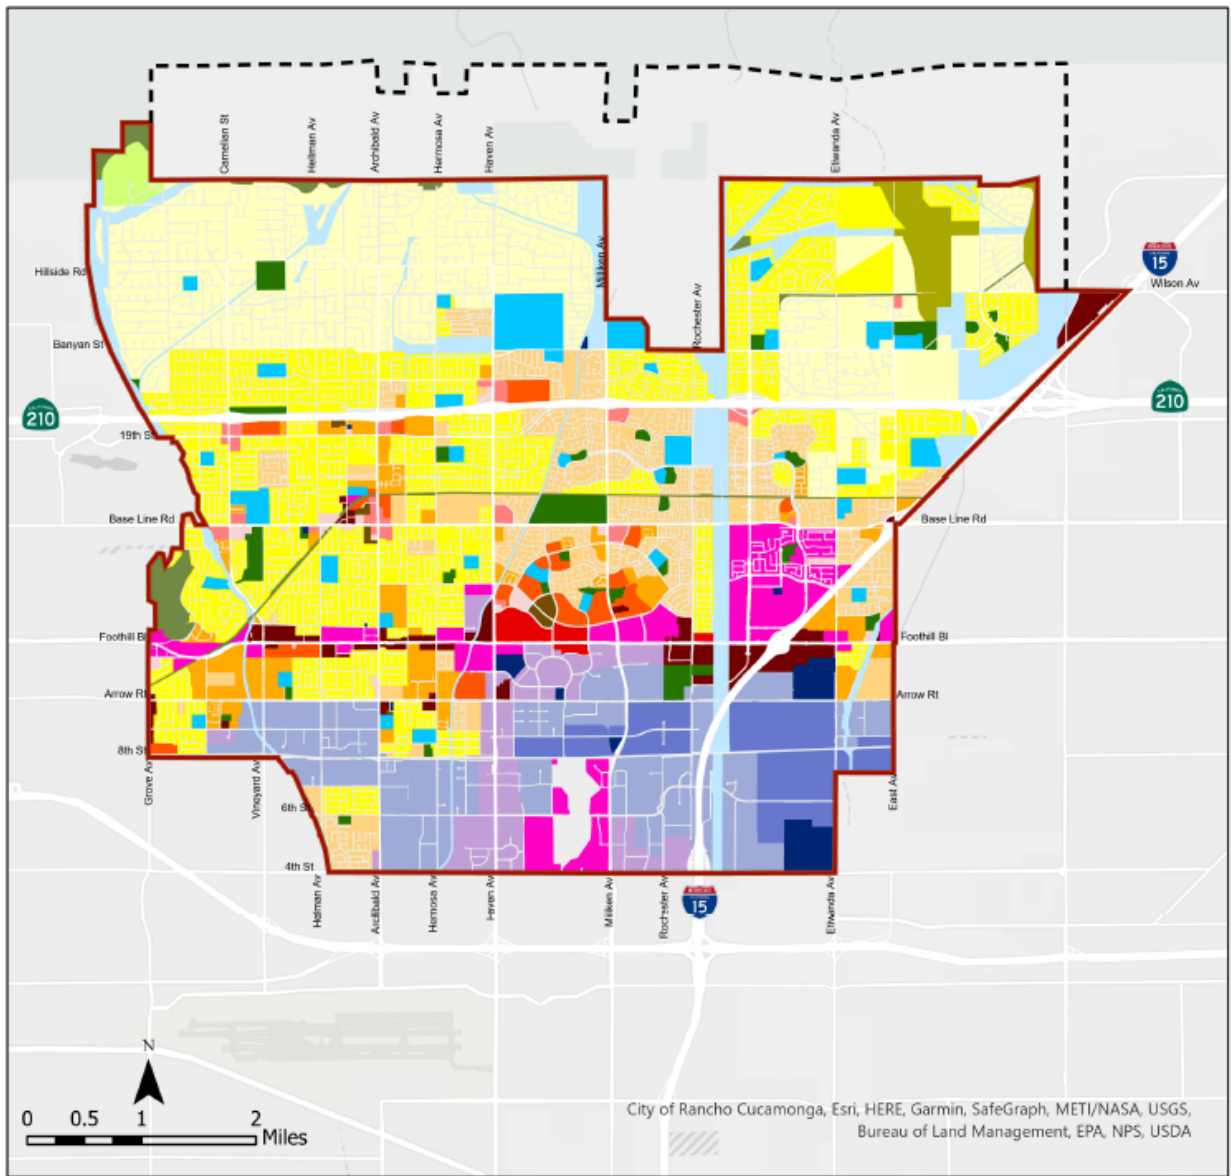 Carnelian St
Hellman Av
Archibald Av
Hermosa Av
Haven Av
Etiwanda Av
Milliken Av
Hillside Rd
CALIFORNIA
15
Wilson Av
Rochester Av
Banyan St
CALIFORNIA
210
CALIFORNIA
210
19th St
Base Line Rd
Base Line Rd
Foothill Bl
Foothill Bl
Arrow Rt
Arrow Rt
8th St
Grove Av
Vineyard Av
East Av
6th St
4th St
Hellman Av
Archibald Av
Hermosa Av
Haven Av
Milliken Av
Rochester Av
15
Etiwanda Av
N
0 0.5 1 2
Miles
City of Rancho Cucamonga, Esri, HERE, Garmin, SafeGraph, METI/NASA, USGS,
Bureau of Land Management, EPA, NPS, USDA